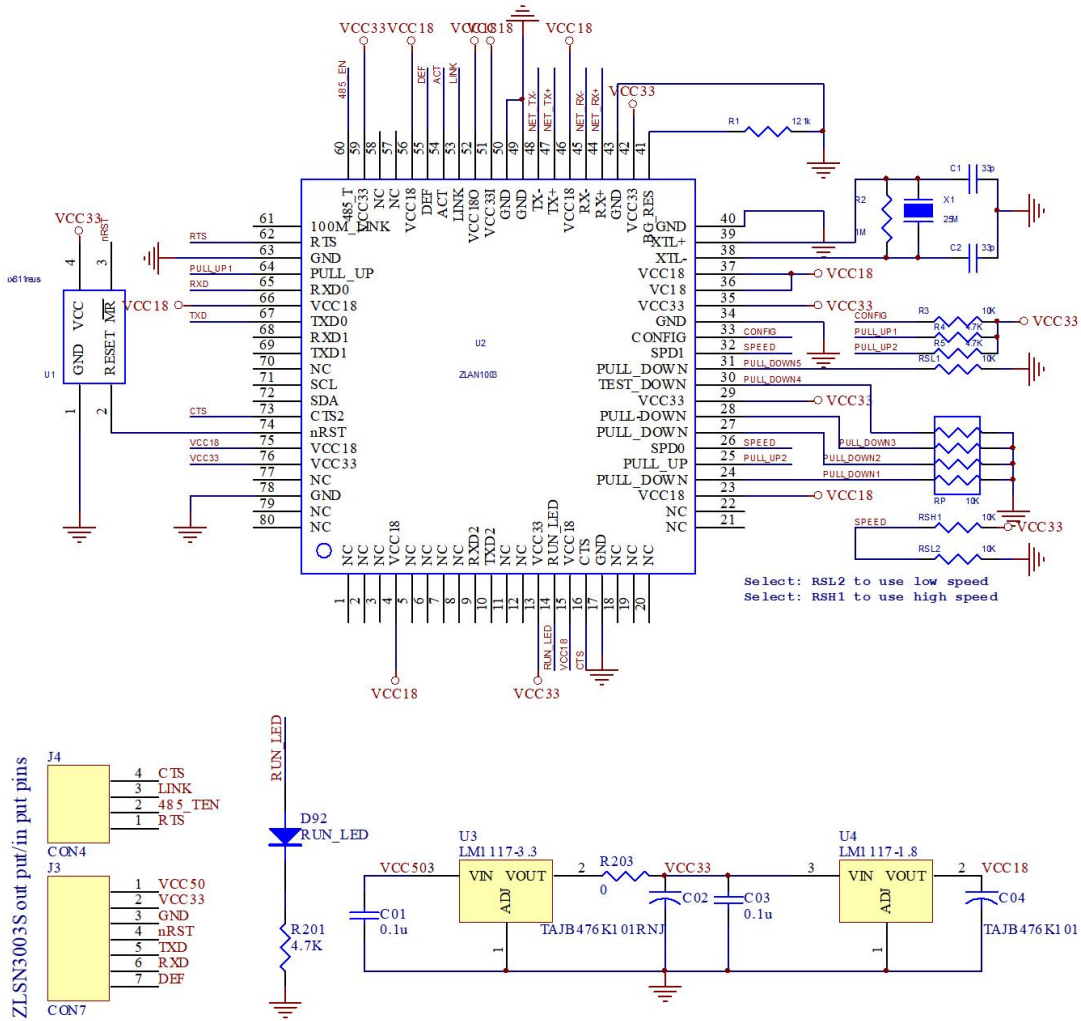 VCC33
VCC18
VCC18
VCC18
485_EN
DEF
ACT
LINK
NET_TX-
NET_TX+
NET_RX-
NET_RX+
VCC33
R1
12.1k
60
59
58
57
56
55
54
53
52
51
50
49
48
47
46
45
44
43
42
41
485_T
VCC33
NC
NC
VCC18
DEF
ACT
LINK
VCC18O
VCC33I
GND
GND
TX-
TX+
VCC18
RX-
RX+
GND
VCC33
BG_RES
C1
33p
R2
1M
X1
25M
C2
33p
VCC33
nRST
4
3
GND VCC
RESET MR
U1
1
2
61 100M_LINK
RTS 62 RTS
63 GND
PULL_UP1 64 PULL_UP
RXD 65 RXD0
VCC18 66 VCC18
TXD 67 TXD0
68 RXD1
69 TXD1
70 NC
71 SCL
72 SDA
CTS 73 CTS2
74 nRST
VCC18 75 VCC18
VCC33 76 VCC33
77 NC
78 GND
79 NC
80 NC
U2
ZLAN1003
GND 40
XTL+ 39
XTL- 38
VCC18 37 VCC18
VC18 36
VCC33 35 VCC33
GND 34
CONFIG 33 CONFIG
SPD1 32 SPEED
PULL_DOWN 31 PULL_DOWN5
TEST_DOWN 30 PULL_DOWN4
VCC33 29 VCC33
PULL-DOWN 28 PULL_DOWN3
PULL_DOWN 27 PULL_DOWN2
SPD0 26 SPEED
PULL_UP 25 PULL_UP2
PULL_DOWN 24 PULL_DOWN1
VCC18 23 VCC18
NC 22
NC 21
CONFIG R3 10K VCC33
PULL_UP1 R4 4.7K
PULL_UP2 R5 4.7K
RSL1 10K
RP 10K
SPEED RSH1 10K VCC33
RSL2 10K
Select: RSL2 to use low speed
Select: RSH1 to use high speed
NC
NC
NC
VCC18
NC
NC
NC
NC
RXD2
TXD2
NC
NC
VCC33
RUN_LED
VCC18
CTS
GND
NC
NC
NC
1
2
3
4
5
6
7
8
9
10
11
12
13
14
15
16
17
18
19
20
RUN_LED
VCC18
CTS
VCC18
VCC33
ZLSN3003S out put/in put pins
J4
4 CTS
3 LINK
2 485_TEN
1 RTS
CON4
J3
1 VCC50
2 VCC33
3 GND
4 nRST
5 TXD
6 RXD
7 DEF
CON7
RUN_LED
D92
RUN_LED
R201
4.7K
VCC50
3
U3
LM1117-3.3
VIN VOUT
ADJ
1
2
R203
0
VCC33
C01
0.1u
C02
TAJB476K101RNJ
C03
0.1u
3
U4
LM1117-1.8
VIN VOUT
ADJ
1
2
VCC18
C04